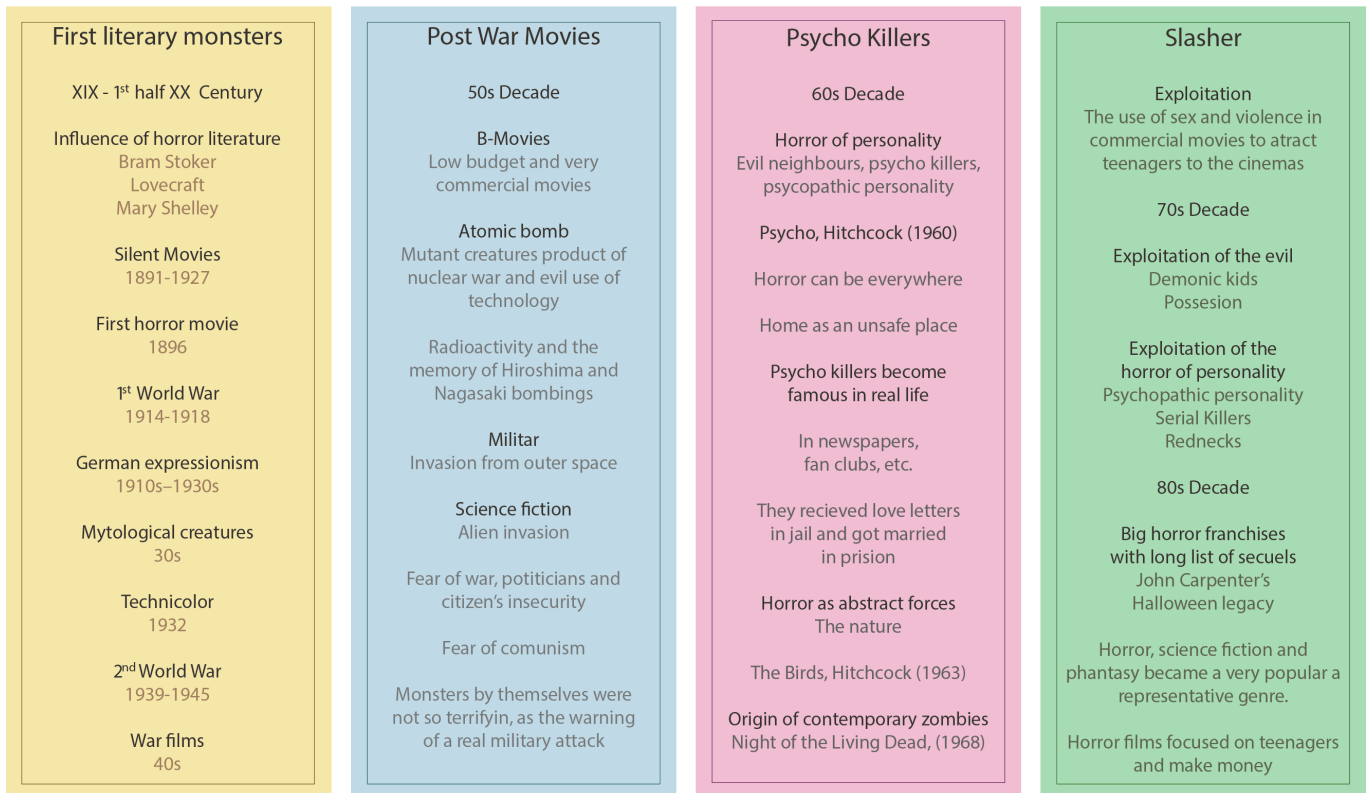 First literary monsters
XIX - 1st half XX Century
Influence of horror literature
Bram Stoker
Lovecraft
Mary Shelley
Silent Movies
1891-1927
First horror movie
1896
1st World War
1914-1918
German expressionism
1910s–1930s
Mytological creatures
30s
Technicolor
1932
2nd World War
1939-1945
War films
40s
Post War Movies
50s Decade
B-Movies
Low budget and very
commercial movies
Atomic bomb
Mutant creatures product of
nuclear war and evil use of
technology
Radioactivity and the
memory of Hiroshima and
Nagasaki bombings
Militar
Invasion from outer space
Science fiction
Alien invasion
Fear of war, potiticians and
citizen’s insecurity
Fear of comunism
Monsters by themselves were
not so terrifyin, as the warning
of a real military attack
Psycho Killers
60s Decade
Horror of personality
Evil neighbours, psycho killers,
psycopathic personality
Psycho, Hitchcock (1960)
Horror can be everywhere
Home as an unsafe place
Psycho killers become
famous in real life
In newspapers,
fan clubs, etc.
They recieved love letters
in jail and got married
in prision
Horror as abstract forces
The nature
The Birds, Hitchcock (1963)
Origin of contemporary zombies
Night of the Living Dead, (1968)
Slasher
Exploitation
The use of sex and violence in
commercial movies to atract
teenagers to the cinemas
70s Decade
Exploitation of the evil
Demonic kids
Possesion
Exploitation of the
horror of personality
Psychopathic personality
Serial Killers
Rednecks
80s Decade
Big horror franchises
with long list of secuels
John Carpenter’s
Halloween legacy
Horror, science fiction and
phantasy became a very popular a
representative genre.
Horror films focused on teenagers
and make money